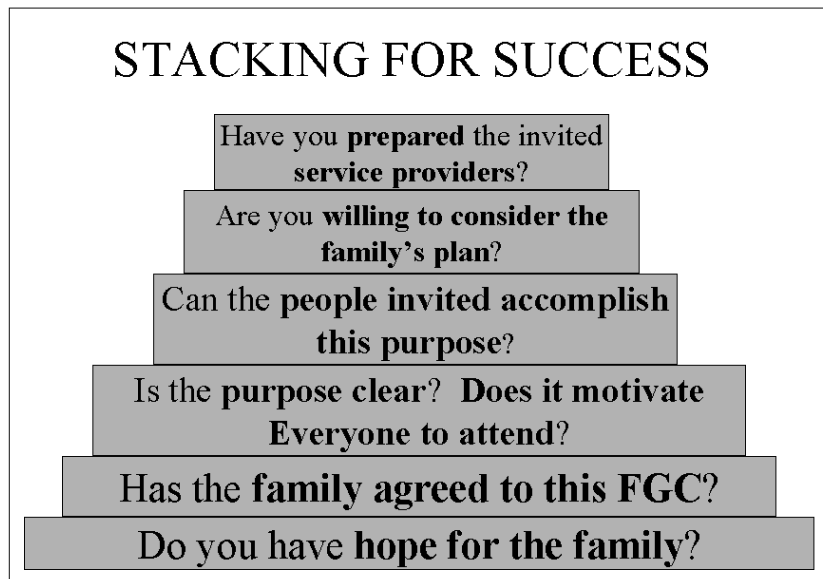 STACKING FOR SUCCESS
Have you prepared the invited
service providers?
Are you willing to consider the
family's plan?
Can the people invited accomplish
this purpose?
Is the purpose clear?  Does it motivate
Everyone to attend?
Has the family agreed to this FGC?
Do you have hope for the family?